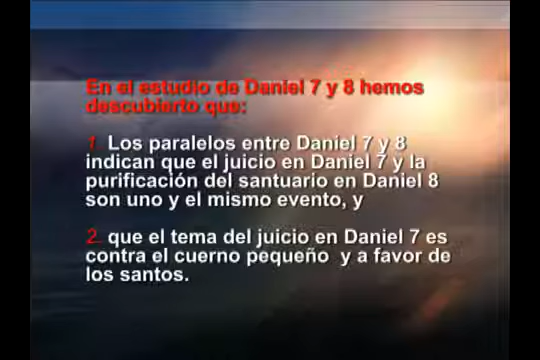 En el estudio de Daniel 7 y 8 hemos
descubierto que:
1. Los paralelos entre Daniel 7 y 8
indican que el juicio en Daniel 7 y la
purificación del santuario en Daniel 8
son uno y el mismo evento, y
2. que el tema del juicio en Daniel 7 es
contra el cuerno pequeño y a favor de
los santos.